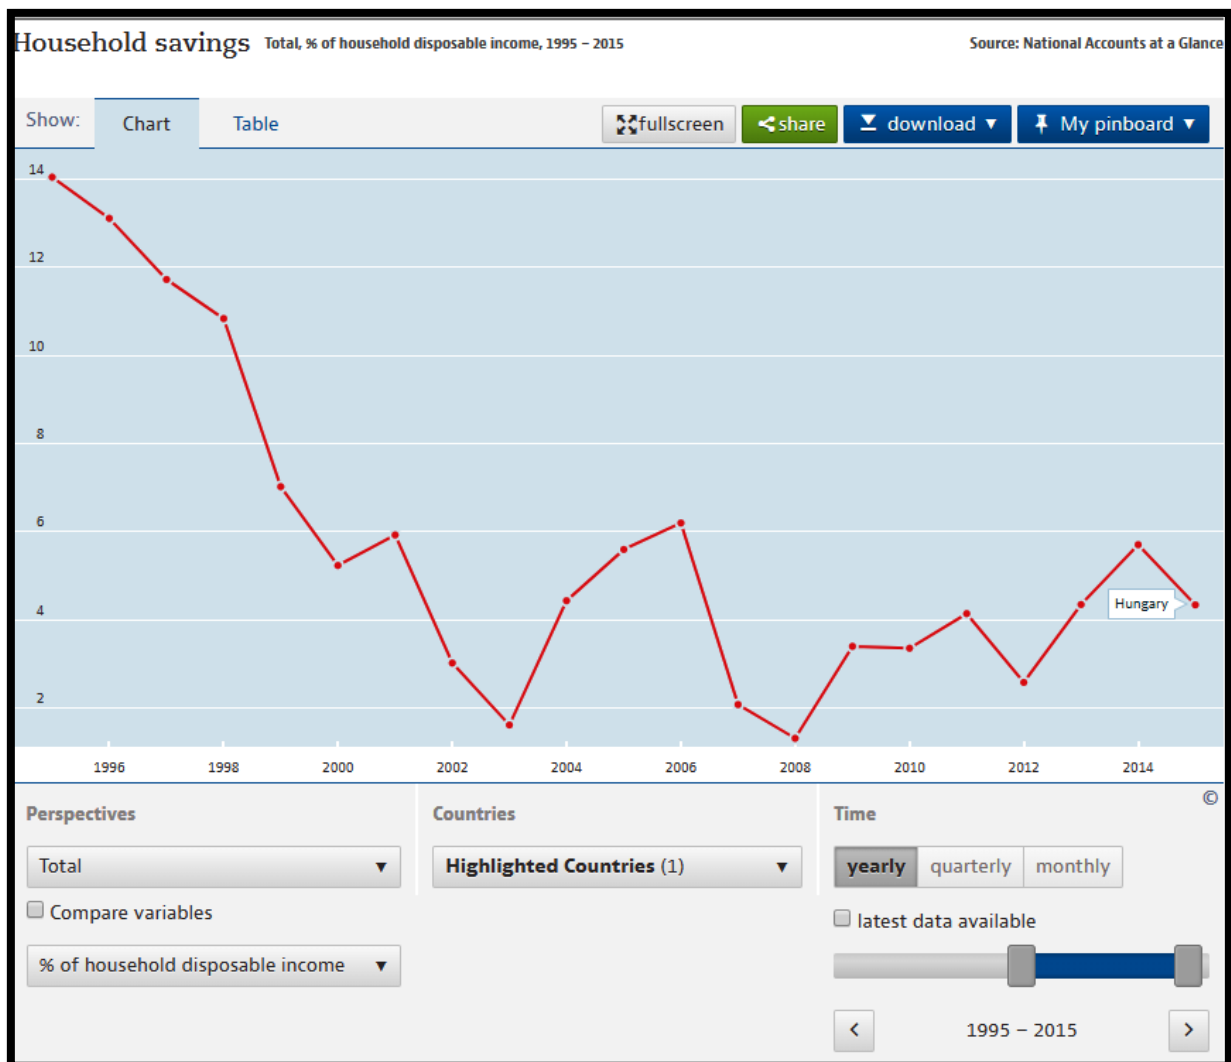 Household savings Total, % of household disposable income, 1995 – 2015 Source: National Accounts at a Glance
Show: Chart Table fullscreen share download ▼ My pinboard ▼
14
12
10
8
6
4
Hungary
2
1996 1998 2000 2002 2004 2006 2008 2010 2012 2014
©
Perspectives Countries Time
Total ▼ Highlighted Countries (1) ▼ yearly quarterly monthly
Compare variables latest data available
% of household disposable income ▼
< 1995 – 2015 >